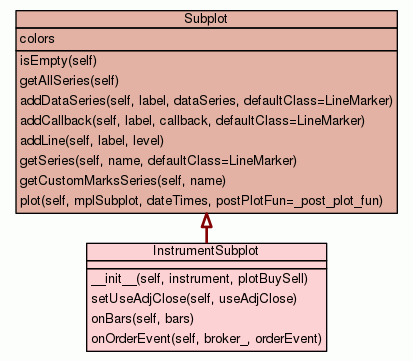 Subplot
colors
isEmpty(self)
getAllSeries(self)
addDataSeries(self, label, dataSeries, defaultClass=LineMarker)
addCallback(self, label, callback, defaultClass=LineMarker)
addLine(self, label, level)
getSeries(self, name, defaultClass=LineMarker)
getCustomMarksSeries(self, name)
plot(self, mplSubplot, dateTimes, postPlotFun=_post_plot_fun)
InstrumentSubplot
__init__(self, instrument, plotBuySell)
setUseAdjClose(self, useAdjClose)
onBars(self, bars)
onOrderEvent(self, broker_, orderEvent)